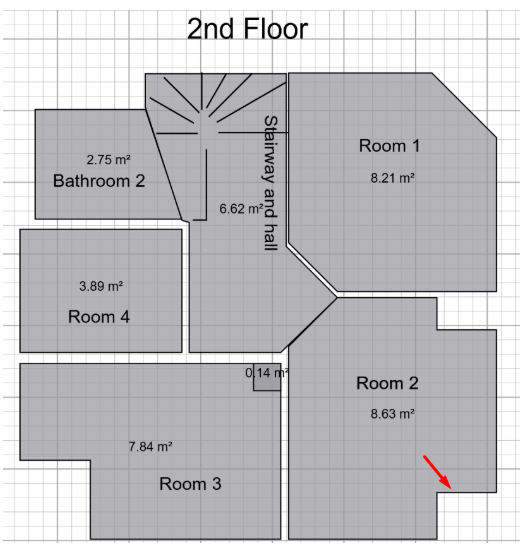 2nd Floor
Stairway and hall
Room 1
8.21 m²
2.75 m²
Bathroom 2
6.62 m²
3.89 m²
Room 4
0.14 m²
Room 2
8.63 m²
7.84 m²
Room 3